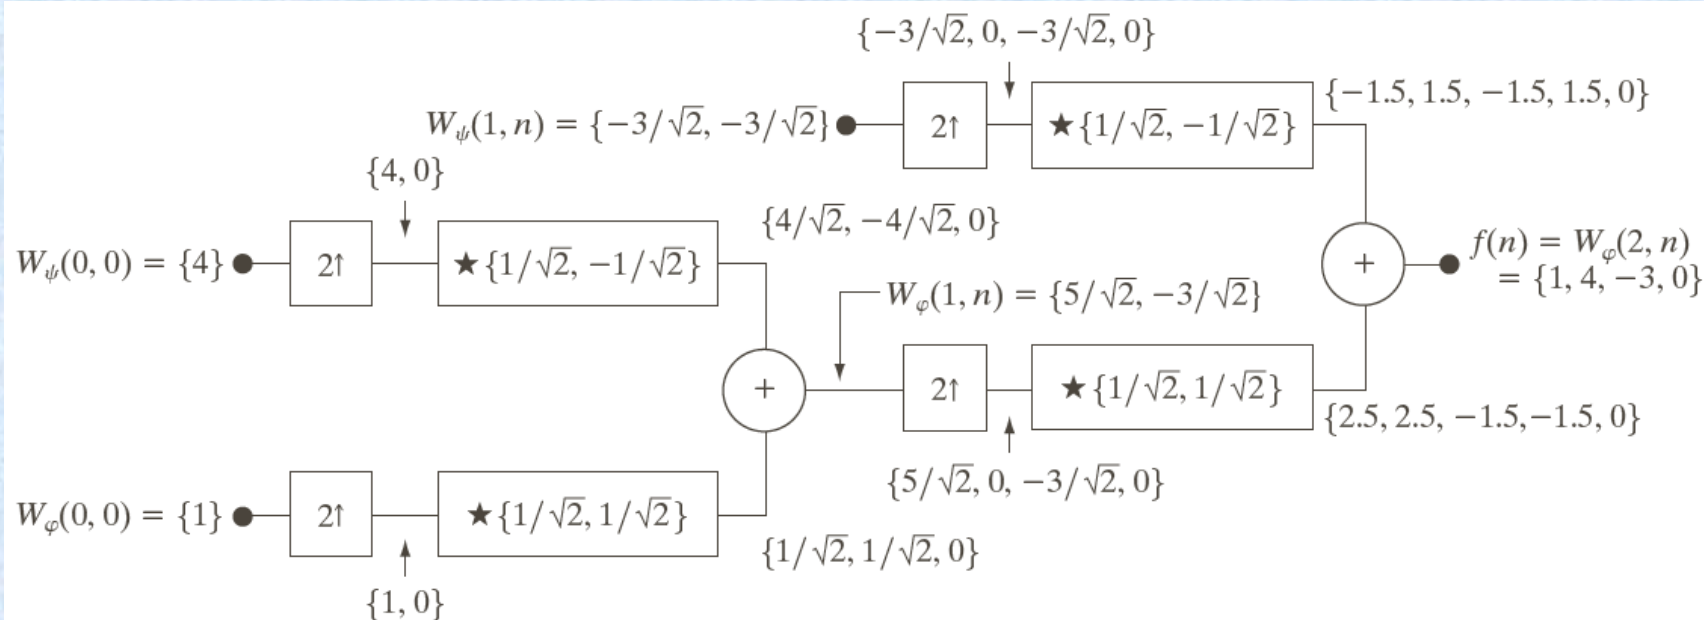 {−3/√2, 0, −3/√2, 0}
W_ψ(1, n) = {−3/√2, −3/√2}
2↑
★{1/√2, −1/√2}
{−1.5, 1.5, −1.5, 1.5, 0}
{4, 0}
W_ψ(0, 0) = {4}
2↑
★{1/√2, −1/√2}
{4/√2, −4/√2, 0}
+
f(n) = W_φ(2, n)
= {1, 4, −3, 0}
W_φ(1, n) = {5/√2, −3/√2}
+
2↑
★{1/√2, 1/√2}
{2.5, 2.5, −1.5,−1.5, 0}
{5/√2, 0, −3/√2, 0}
W_φ(0, 0) = {1}
2↑
★{1/√2, 1/√2}
{1/√2, 1/√2, 0}
{1, 0}